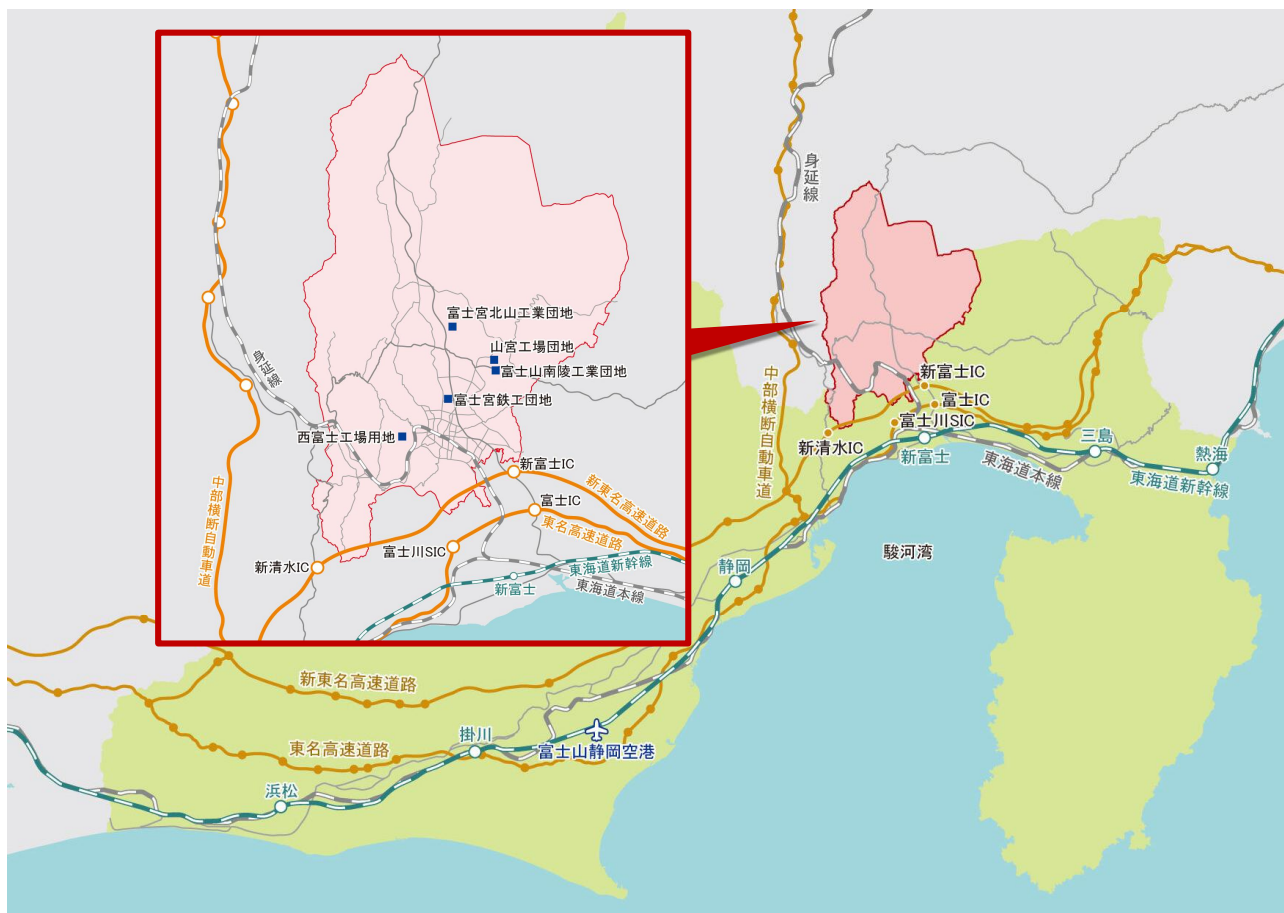 富士宮北山工業団地
山宮工場団地
富士山南陵工業団地
富士宮鉄工団地
西富士工場用地
身延線
中部横断自動車道
新富士IC
富士IC
富士川SIC
新清水IC
新東名高速道路
東名高速道路
東海道新幹線
新富士
東海道本線
身延線
中部横断自動車道
新富士IC
富士IC
富士川SIC
新清水IC
新富士
三島
熱海
東海道本線
東海道新幹線
駿河湾
静岡
新東名高速道路
東名高速道路
掛川
富士山静岡空港
浜松